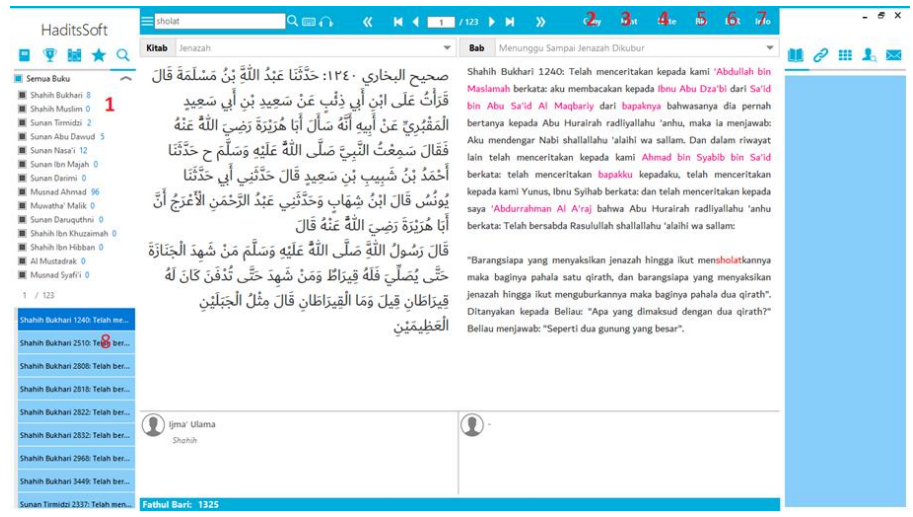 HaditsSoft
sholat
1 / 123
2 3 4 5 6 7
Info
Semua Buku
Shahih Bukhari 8
Shahih Muslim 0
Sunan Tirmidzi 2
Sunan Abu Dawud 5
Sunan Nasa'i 12
Sunan Ibn Majah 0
Sunan Darimi 0
Musnad Ahmad 96
Muwatha' Malik 0
Sunan Daruquthni 0
Shahih Ibn Khuzaimah 0
Shahih Ibn Hibban 0
Al Mustadrak 0
Musnad Syafi'i 0
1
1 / 123
Shahih Bukhari 1240: Telah me...
Shahih Bukhari 2510: Telah ber...
8
Shahih Bukhari 2808: Telah ber...
Shahih Bukhari 2818: Telah ber...
Shahih Bukhari 2822: Telah ber...
Shahih Bukhari 2832: Telah ber...
Shahih Bukhari 2968: Telah ber...
Shahih Bukhari 3449: Telah ber...
Sunan Tirmidzi 2337: Telah men...
Kitab Jenazah
صحيح البخاري ١٢٤٠: حَدَّثَنَا عَبْدُ اللَّهِ بْنُ مَسْلَمَةَ قَالَ
قَرَأْتُ عَلَى ابْنِ أَبِي ذِئْبٍ عَنْ سَعِيدِ بْنِ أَبِي سَعِيدٍ
الْمَقْبُرِيِّ عَنْ أَبِيهِ أَنَّهُ سَأَلَ أَبَا هُرَيْرَةَ رَضِيَ اللَّهُ عَنْهُ
فَقَالَ سَمِعْتُ النَّبِيَّ صَلَّى اللَّهُ عَلَيْهِ وَسَلَّمَ ح حَدَّثَنَا
أَحْمَدُ بْنُ شَبِيبِ بْنِ سَعِيدٍ قَالَ حَدَّثَنِي أَبِي حَدَّثَنَا
يُونُسُ قَالَ ابْنُ شِهَابٍ وَحَدَّثَنِي عَبْدُ الرَّحْمَنِ الْأَعْرَجُ أَنَّ
أَبَا هُرَيْرَةَ رَضِيَ اللَّهُ عَنْهُ قَالَ
قَالَ رَسُولُ اللَّهِ صَلَّى اللَّهُ عَلَيْهِ وَسَلَّمَ مَنْ شَهِدَ الْجَنَازَةَ
حَتَّى يُصَلِّيَ فَلَهُ قِيرَاطٌ وَمَنْ شَهِدَ حَتَّى تُدْفَنَ كَانَ لَهُ
قِيرَاطَانِ قِيلَ وَمَا الْقِيرَاطَانِ قَالَ مِثْلُ الْجَبَلَيْنِ
الْعَظِيمَيْنِ
Bab Menunggu Sampai Jenazah Dikubur
Shahih Bukhari 1240: Telah menceritakan kepada kami 'Abdullah bin
Maslamah berkata: aku membacakan kepada Ibnu Abu Dza'bi dari Sa'id
bin Abu Sa'id Al Maqbariy dari bapaknya bahwasanya dia pernah
bertanya kepada Abu Hurairah radliyallahu 'anhu, maka ia menjawab:
Aku mendengar Nabi shallallahu 'alaihi wa sallam. Dan dalam riwayat
lain telah menceritakan kepada kami Ahmad bin Syabib bin Sa'id
berkata: telah menceritakan bapakku kepadaku, telah menceritakan
kepada kami Yunus, Ibnu Syihab berkata: dan telah menceritakan kepada
saya 'Abdurrahman Al A'raj bahwa Abu Hurairah radliyallahu 'anhu
berkata: Telah bersabda Rasulullah shallallahu 'alaihi wa sallam:
"Barangsiapa yang menyaksikan jenazah hingga ikut mensholatkannya
maka baginya pahala satu qirath, dan barangsiapa yang menyaksikan
jenazah hingga ikut menguburkannya maka baginya pahala dua qirath".
Ditanyakan kepada Beliau: "Apa yang dimaksud dengan dua qirath?"
Beliau menjawab: "Seperti dua gunung yang besar".
Ijma' Ulama
Shahih
-
Fathul Bari: 1325